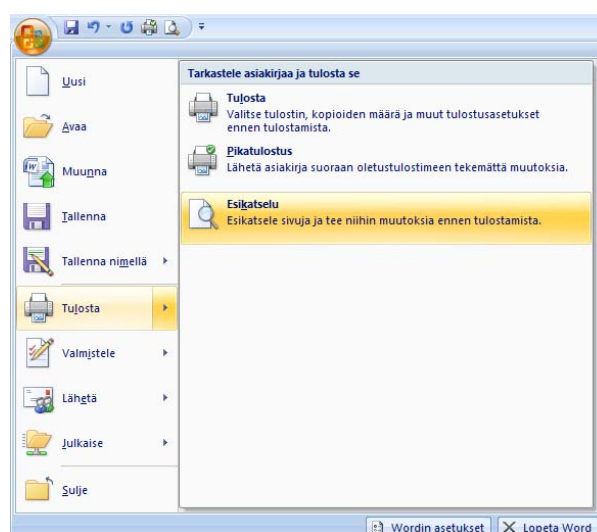 Uusi
Avaa
Muunna
Tallenna
Tallenna nimellä
Tulosta
Valmistele
Lähetä
Julkaise
Sulje
Tarkastele asiakirjaa ja tulosta se
Tulosta
Valitse tulostin, kopioiden määrä ja muut tulostusasetukset
ennen tulostamista.
Pikatulostus
Lähetä asiakirja suoraan oletustulostimeen tekemättä muutoksia.
Esikatselu
Esikatsele sivuja ja tee niihin muutoksia ennen tulostamista.
Wordin asetukset
Lopeta Word